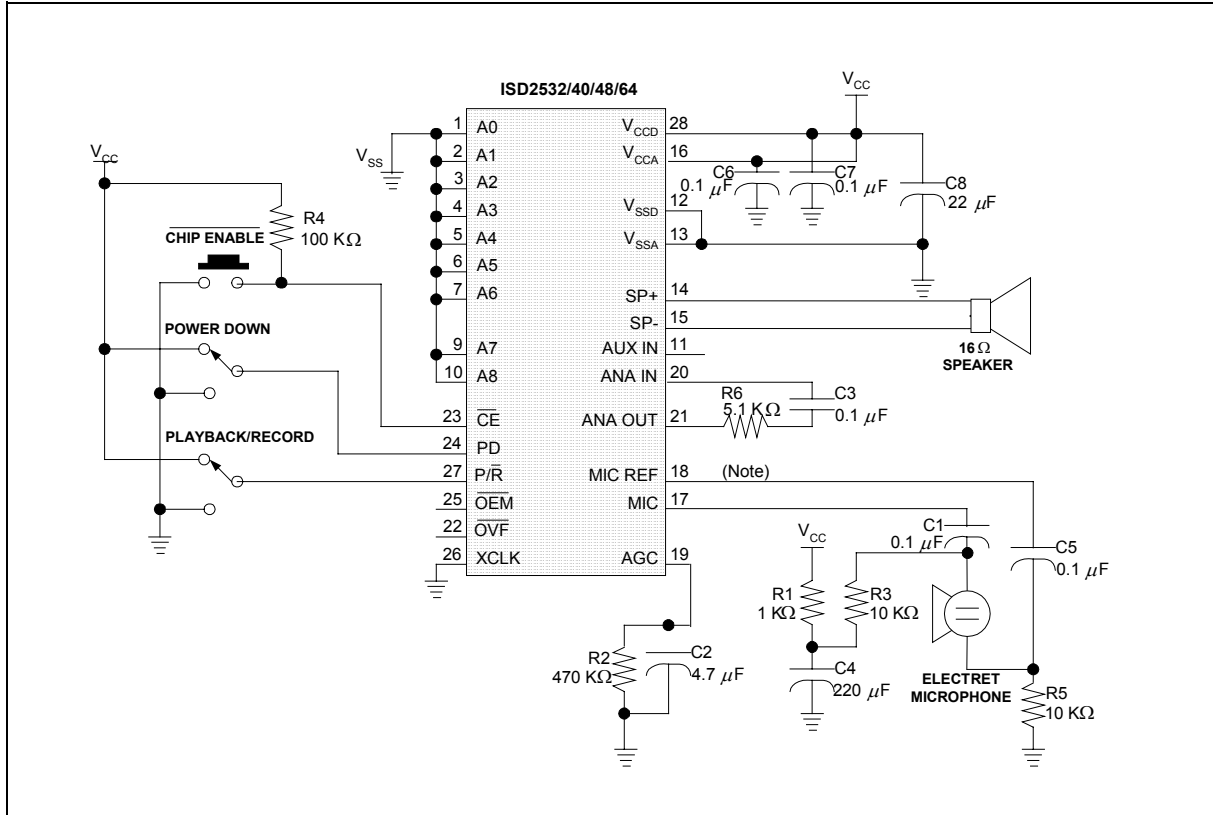 ISD2532/40/48/64
V_CC
V_SS
1 A0
2 A1
3 A2
4 A3
5 A4
6 A5
7 A6
9 A7
10 A8
23 C̅E̅
24 PD
27 P/R̅
25 O̅E̅M̅
22 O̅V̅F̅
26 XCLK
V_CCD 28
V_CCA 16
V_SSD 12
V_SSA 13
SP+ 14
SP- 15
AUX IN 11
ANA IN 20
ANA OUT 21
MIC REF 18 (Note)
MIC 17
AGC 19
V_CC
R4
100 KΩ
C̅H̅I̅P̅ E̅N̅A̅B̅L̅E̅
POWER DOWN
PLAYBACK/RECORD
C6
0.1 µF
C7
0.1 µF
C8
22 µF
16 Ω
SPEAKER
R6
5.1 KΩ
C3
0.1 µF
C1
0.1 µF
C5
0.1 µF
V_CC
R1
1 KΩ
R3
10 KΩ
C4
220 µF
ELECTRET
MICROPHONE
R5
10 KΩ
R2
470 KΩ
C2
4.7 µF